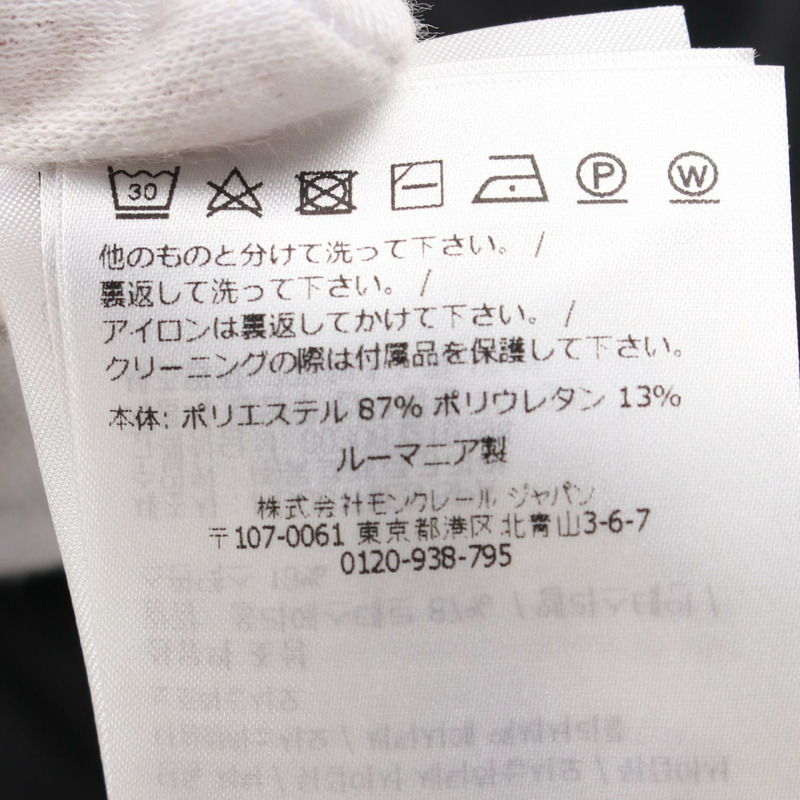 30 P W
他のものと分けて洗って下さい。 /
裏返して洗って下さい。 /
アイロンは裏返してかけて下さい。 /
クリーニングの際は付属品を保護して下さい。
本体: ポリエステル 87% ポリウレタン 13%
ルーマニア製
株式会社モンクレール ジャパン
〒107-0061 東京都港区北青山3-6-7
0120-938-795